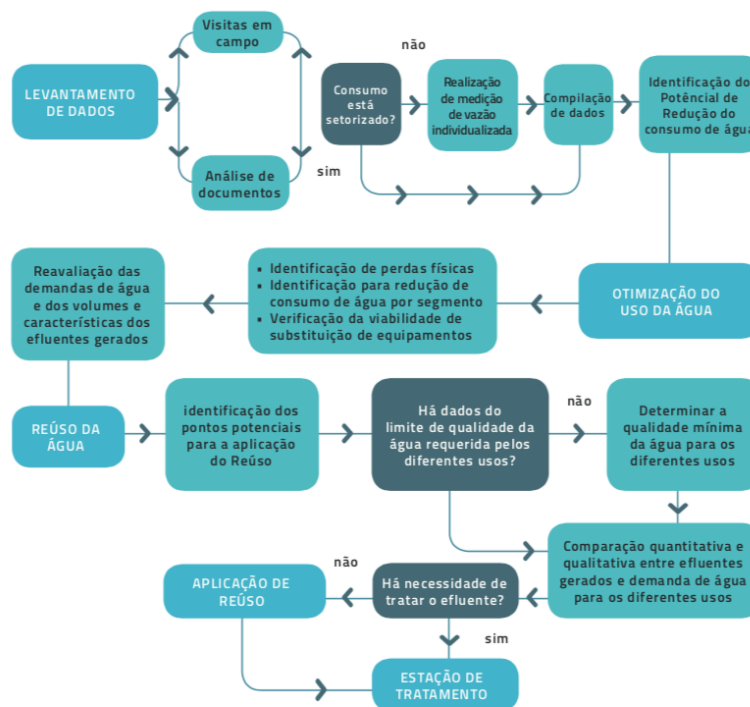 Visitas em
campo
LEVANTAMENTO
DE DADOS
Análise de
documentos
não
sim
Consumo
está
setorizado?
Realização
de medição
de vazão
individualizada
Compilação
de dados
Identificação do
Potêncial de
Redução do
consumo de água
Reavaliação das
demandas de água
e dos volumes e
características dos
efluentes gerados
• Identificação de perdas físicas
• Identificação para redução de
consumo de água por segmento
• Verificação da viabilidade de
substituição de equipamentos
OTIMIZAÇÃO DO
USO DA ÁGUA
REÚSO DA
ÁGUA
identificação dos
pontos potenciais
para a aplicação
do Reúso
Há dados do
limite de qualidade da
água requerida pelos
diferentes usos?
não
Determinar a
qualidade mínima
da água para os
diferentes usos
Comparação quantitativa e
qualitativa entre efluentes
gerados e demanda de água
para os diferentes usos
Há necessidade de
tratar o efluente?
não
APLICAÇÃO DE
REÚSO
sim
ESTAÇÃO DE
TRATAMENTO